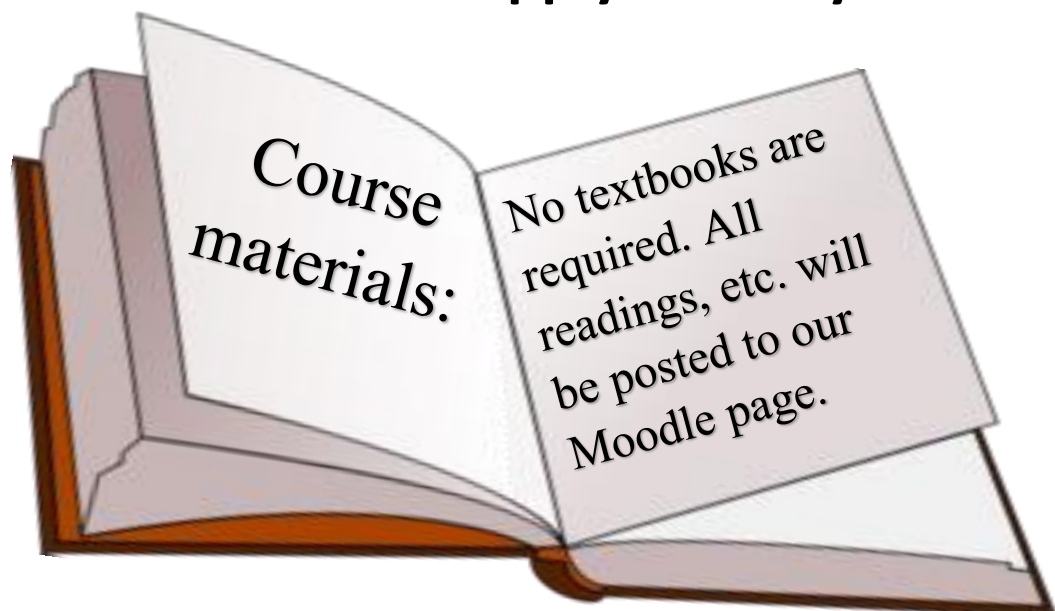 Course
materials:
No textbooks are
required. All
readings, etc. will
be posted to our
Moodle page.